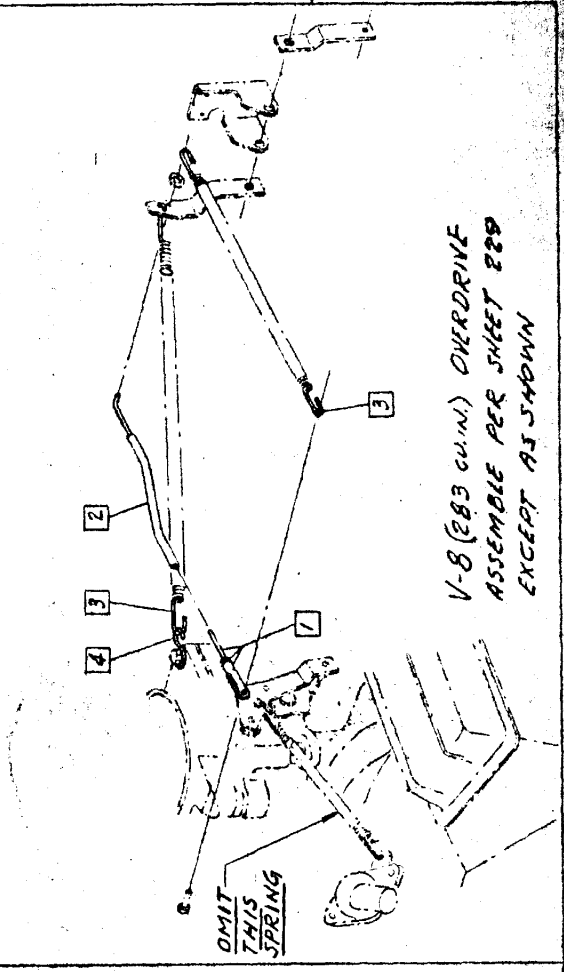 2
3
4
1
3
OMIT
THIS
SPRING
V-8 (283 CU.IN.) OVERDRIVE
ASSEMBLE PER SHEET 229
EXCEPT AS SHOWN